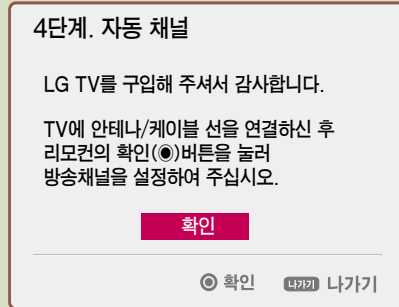 4단계. 자동 채널
LG TV를 구입해 주셔서 감사합니다.
TV에 안테나/케이블 선을 연결하신 후
리모컨의 확인(◉)버튼을 눌러
방송채널을 설정하여 주십시오.
확인
◉ 확인 나가기 나가기